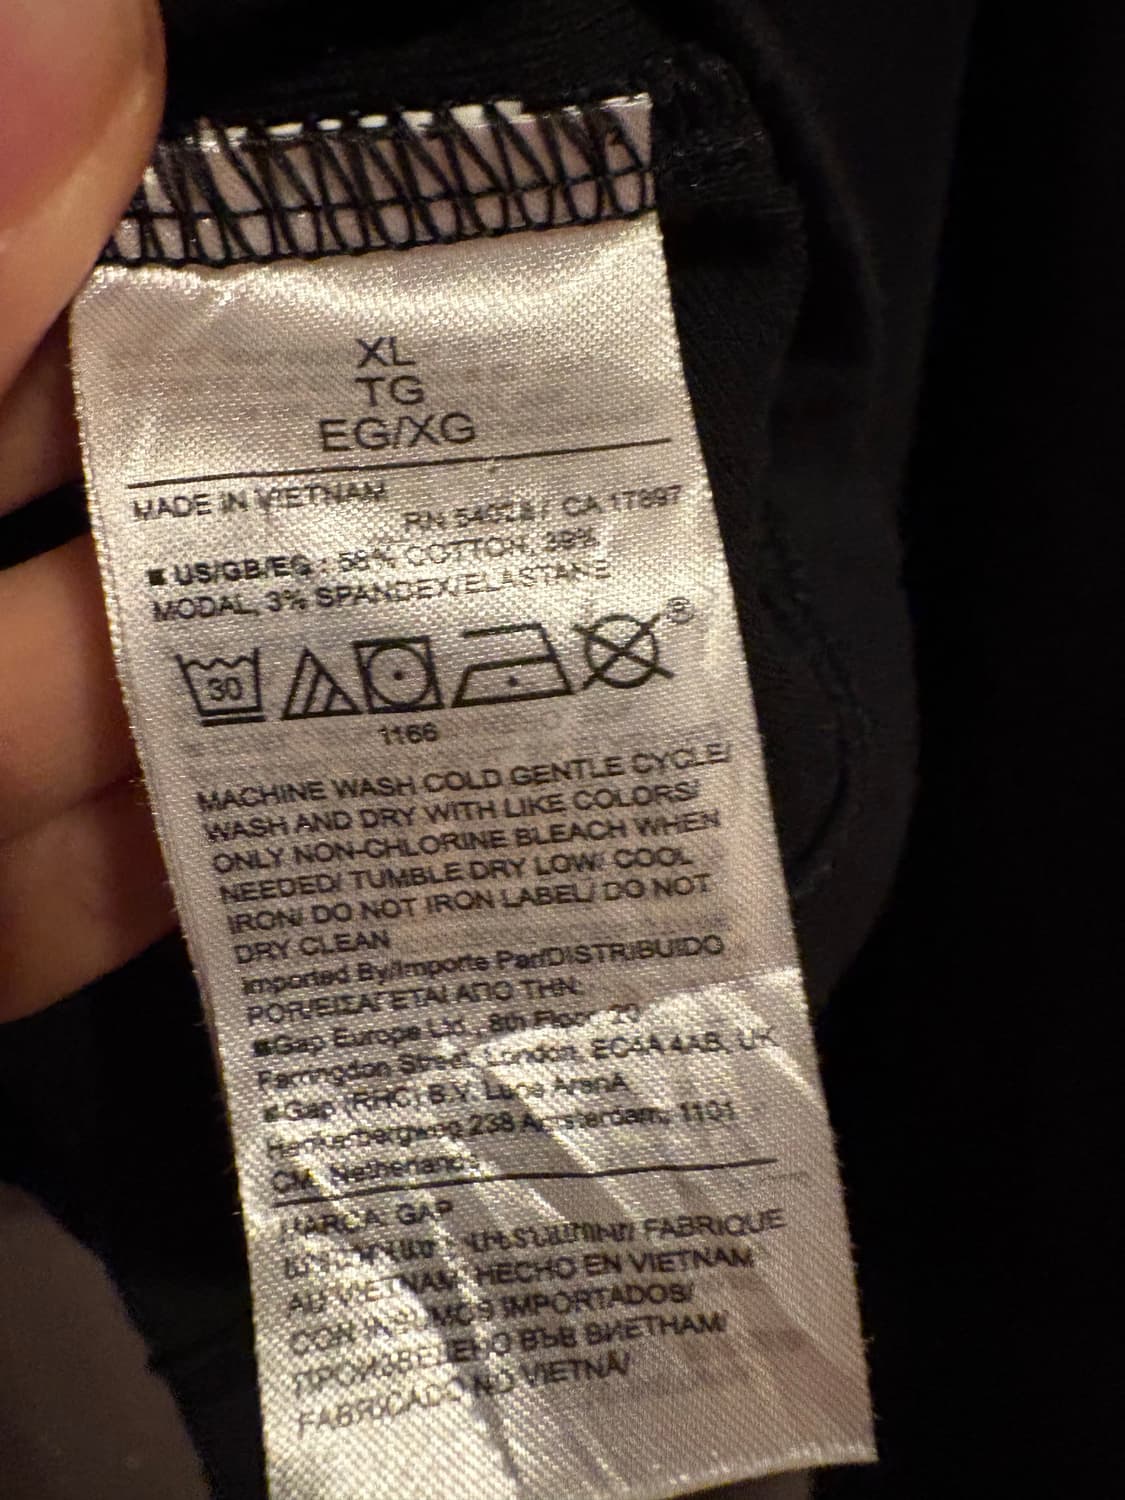 XL
TG
EG/XG
MADE IN VIETNAM
RN 54023 / CA 17897
US/GB/EG : 58% COTTON, 39%
MODAL, 3% SPANDEX/ELASTANE
30
®
1166
MACHINE WASH COLD GENTLE CYCLE/
WASH AND DRY WITH LIKE COLORS/
ONLY NON-CHLORINE BLEACH WHEN
NEEDED/ TUMBLE DRY LOW/ COOL
IRON/ DO NOT IRON LABEL/ DO NOT
DRY CLEAN
Imported By/Importe Par/DISTRIBUIDO
POR/ΕΙΣΑΓΕΤΑΙ ΑΠΟ ΤΗΝ:
Gap Europe Ltd., 8th Floor 20
Farringdon Street, London, EC4A 4AB, UK
Gap (RHC) B.V. Luna ArenA
238 Amsterdam, 1101
CM, Netherlands
MARCA: GAP
FABRIQUE
AU VIETNAM/ HECHO EN VIETNAM
CON INSUMOS IMPORTADOS/
ПРОИЗВЕДЕНО ВЪВ ВИЕТНАМ/
FABRICADO NO VIETNÃ/